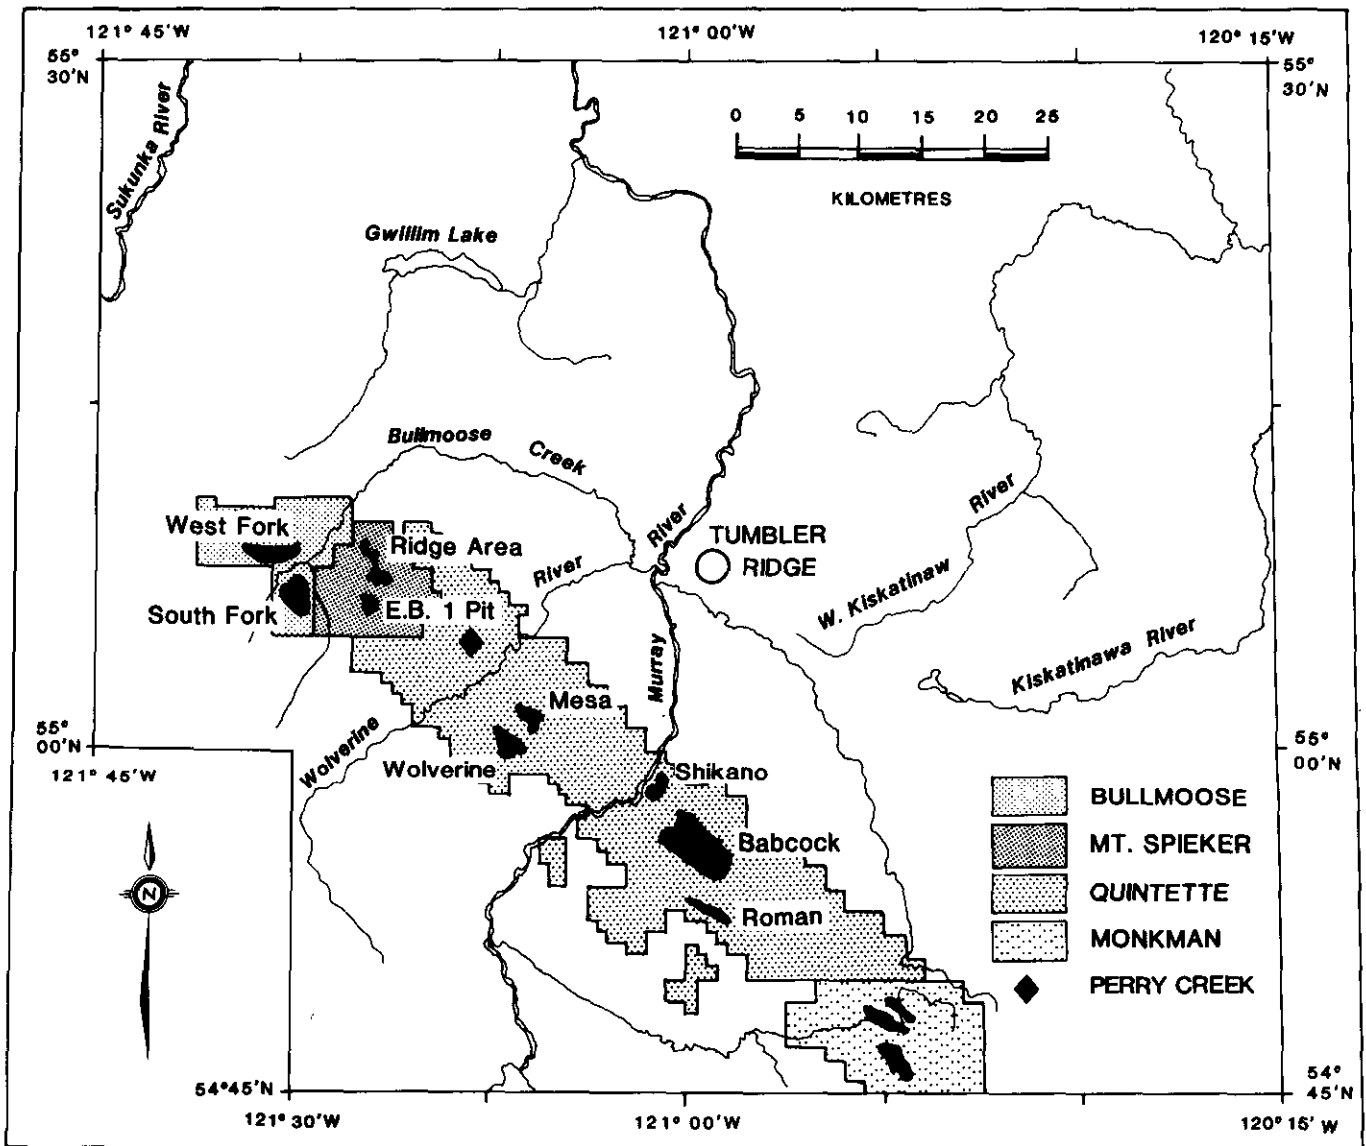 121° 45'W
121° 00'W
120° 15'W
55°
30'N
55°
30'N
Sukunka River
0 5 10 15 20 25
KILOMETRES
Gwillim Lake
Bullmoose Creek
River
West Fork
Ridge Area
River
TUMBLER
RIDGE
W. Kiskatinaw River
South Fork
E.B. 1 Pit
Murray
Kiskatinawa River
Mesa
55°
00'N
121° 45'W
Wolverine
Wolverine
Shikano
55°
00'N
BULLMOOSE
Babcock
MT. SPIEKER
N
QUINTETTE
Roman
MONKMAN
PERRY CREEK
54°45'N
54°
45'N
121° 30'W
121° 00'W
120° 15'W